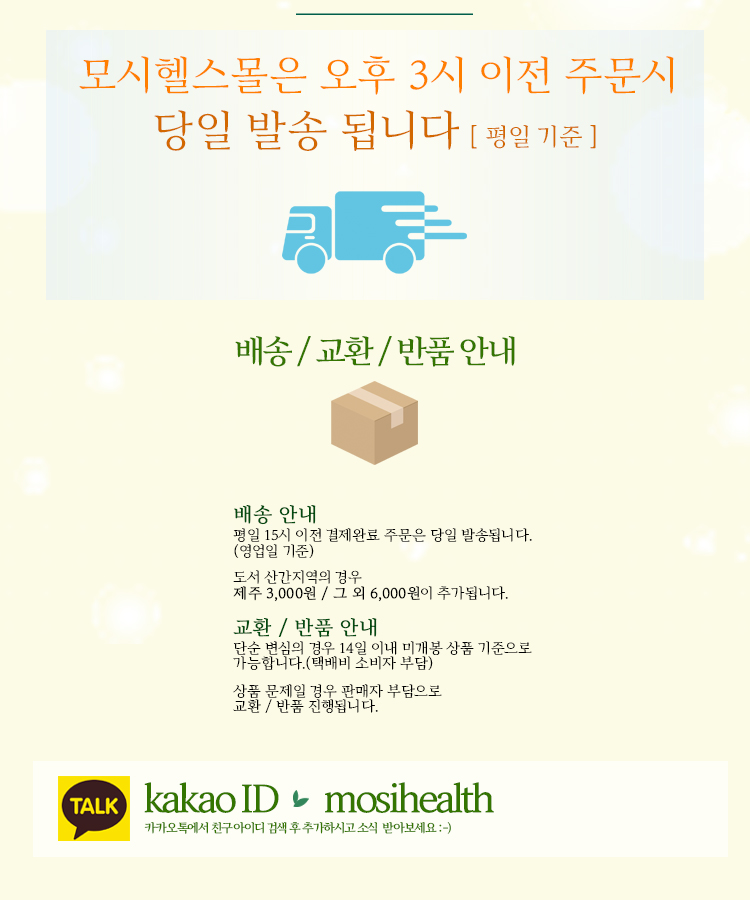 모시헬스몰은 오후 3시 이전 주문시
당일 발송 됩니다 [ 평일 기준 ]
배송 / 교환 / 반품 안내
배송 안내
평일 15시 이전 결제완료 주문은 당일 발송됩니다.
(영업일 기준)
도서 산간지역의 경우
제주 3,000원 / 그 외 6,000원이 추가됩니다.
교환 / 반품 안내
단순 변심의 경우 14일 이내 미개봉 상품 기준으로
가능합니다.(택배비 소비자 부담)
상품 문제일 경우 판매자 부담으로
교환 / 반품 진행됩니다.
TALK
kakao ID mosihealth
카카오톡에서 친구아이디 검색 후 추가하시고 소식 받아보세요 :-)